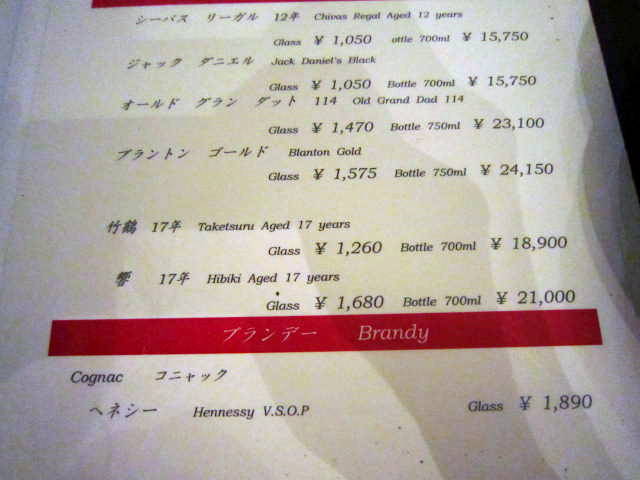 シーバス リーガル 12年 Chivas Regal Aged 12 years
Glass ¥ 1,050 ottle 700ml ¥ 15,750
ジャック ダニエル Jack Daniel's Black
Glass ¥ 1,050 Bottle 700ml ¥ 15,750
オールド グラン ダット 114 Old Grand Dad 114
Glass ¥ 1,470 Bottle 750ml ¥ 23,100
ブラントン ゴールド Blanton Gold
Glass ¥ 1,575 Bottle 750ml ¥ 24,150
竹鶴 17年 Taketsuru Aged 17 years
Glass ¥ 1,260 Bottle 700ml ¥ 18,900
響 17年 Hibiki Aged 17 years
Glass ¥ 1,680 Bottle 700ml ¥ 21,000
ブランデー Brandy
Cognac コニャック
ヘネシー Hennessy V.S.O.P Glass ¥ 1,890